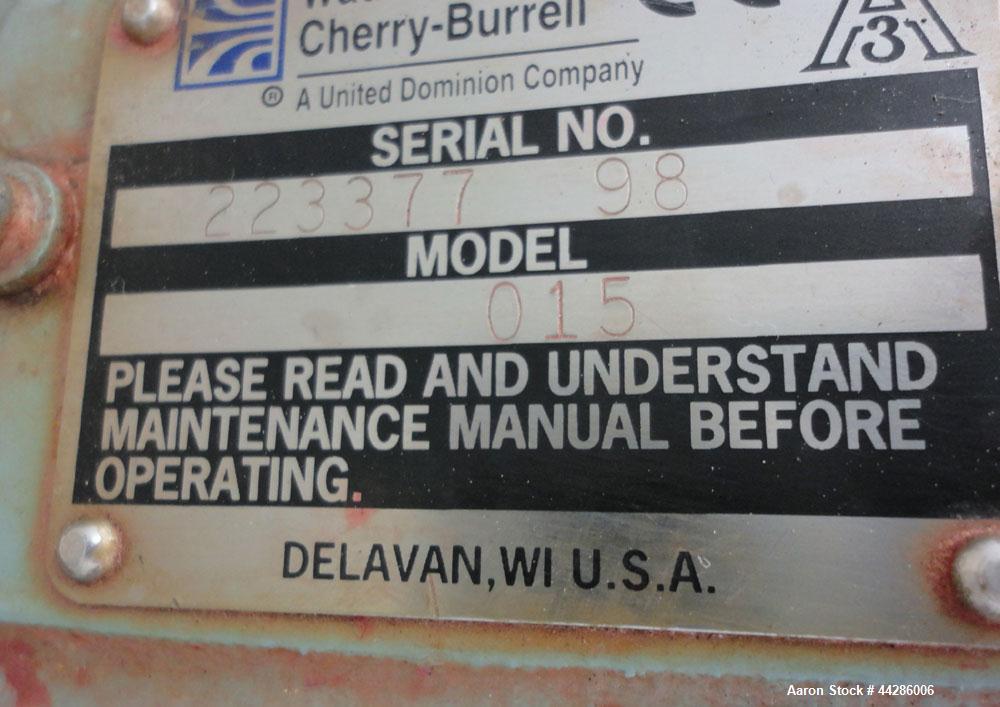 Cherry-Burrell
® A United Dominion Company
3
A
SERIAL NO.
223377 98
MODEL
015
PLEASE READ AND UNDERSTAND
MAINTENANCE MANUAL BEFORE
OPERATING.
DELAVAN, WI U.S.A.
Aaron Stock # 44286006